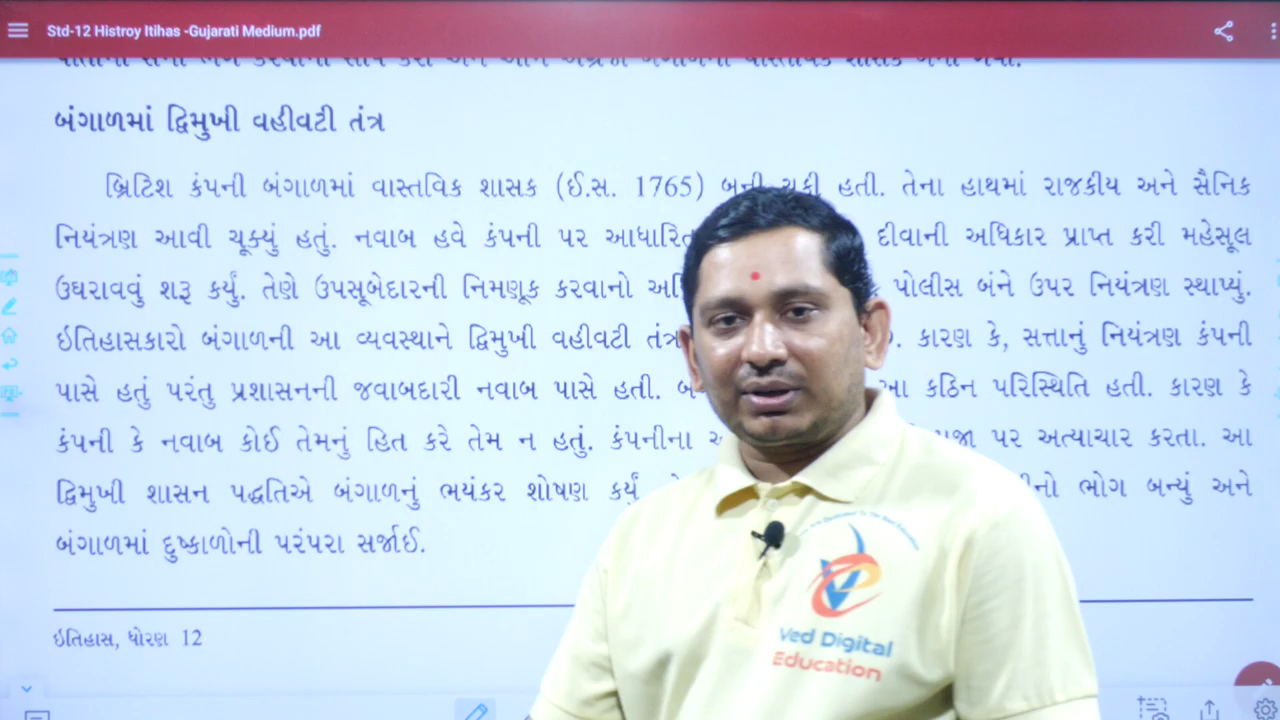 Std-12 Histroy Itihas -Gujarati Medium.pdf
બંગાળમાં દ્વિમુખી વહીવટી તંત્ર
બ્રિટિશ કંપની બંગાળમાં વાસ્તવિક શાસક (ઈ.સ. 1765) બની ચૂકી હતી. તેના હાથમાં રાજકીય અને સૈનિક
નિયંત્રણ આવી ચૂક્યું હતું. નવાબ હવે કંપની પર આધારિત દીવાની અધિકાર પ્રાપ્ત કરી મહેસૂલ
ઉઘરાવવું શરૂ કર્યું. તેણે ઉપસૂબેદારની નિમણૂક કરવાનો પોલીસ બંને ઉપર નિયંત્રણ સ્થાપ્યું.
ઇતિહાસકારો બંગાળની આ વ્યવસ્થાને દ્વિમુખી વહીવટી તંત્ર કારણ કે, સત્તાનું નિયંત્રણ કંપની
પાસે હતું પરંતુ પ્રશાસનની જવાબદારી નવાબ પાસે હતી. આ કઠિન પરિસ્થિતિ હતી. કારણ કે
કંપની કે નવાબ કોઈ તેમનું હિત કરે તેમ ન હતું. કંપનીના પ્રજા પર અત્યાચાર કરતા. આ
દ્વિમુખી શાસન પદ્ધતિએ બંગાળનું ભયંકર શોષણ કર્યું ભોગ બન્યું અને
બંગાળમાં દુષ્કાળોની પરંપરા સર્જાઈ.
ઇતિહાસ, ધોરણ 12
Ved Digital
Education